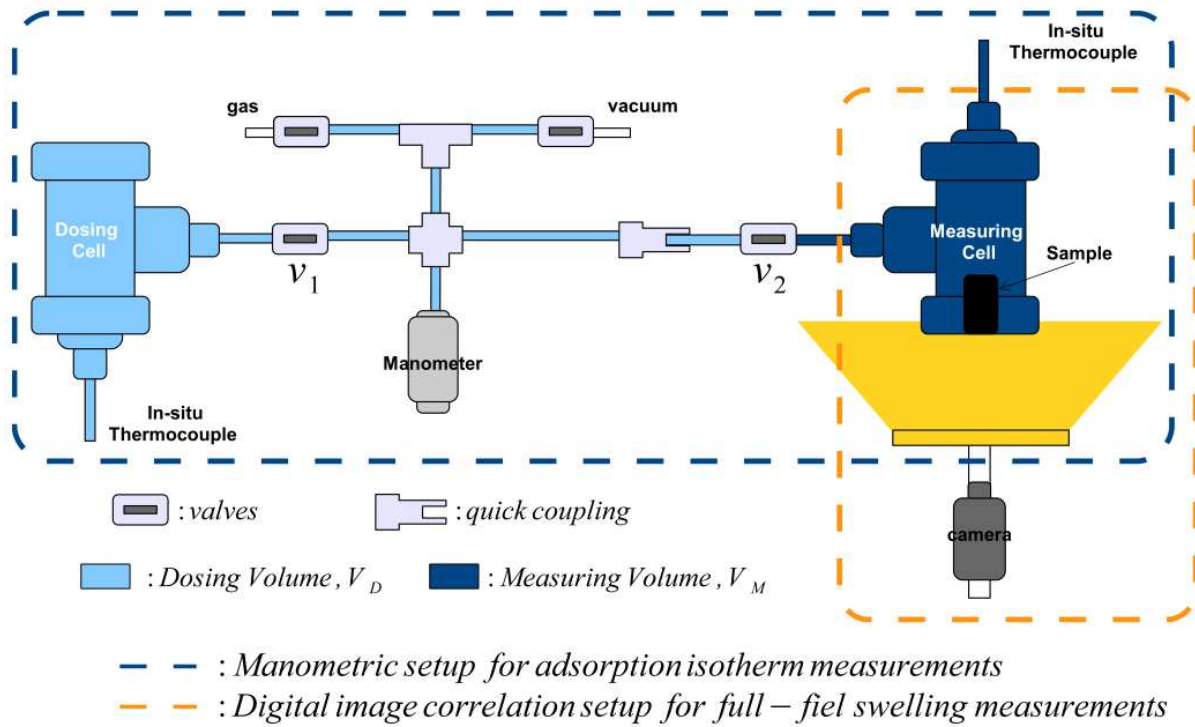 In-situ
Thermocouple
gas
vacuum
Dosing
Cell
Measuring
Cell
Sample
v1
v2
Manometer
In-situ
Thermocouple
camera
: valves
: quick coupling
: Dosing Volume , V D
: Measuring Volume , V M
: Manometric setup for adsorption isotherm measurements
: Digital image correlation setup for full – fiel swelling measurements